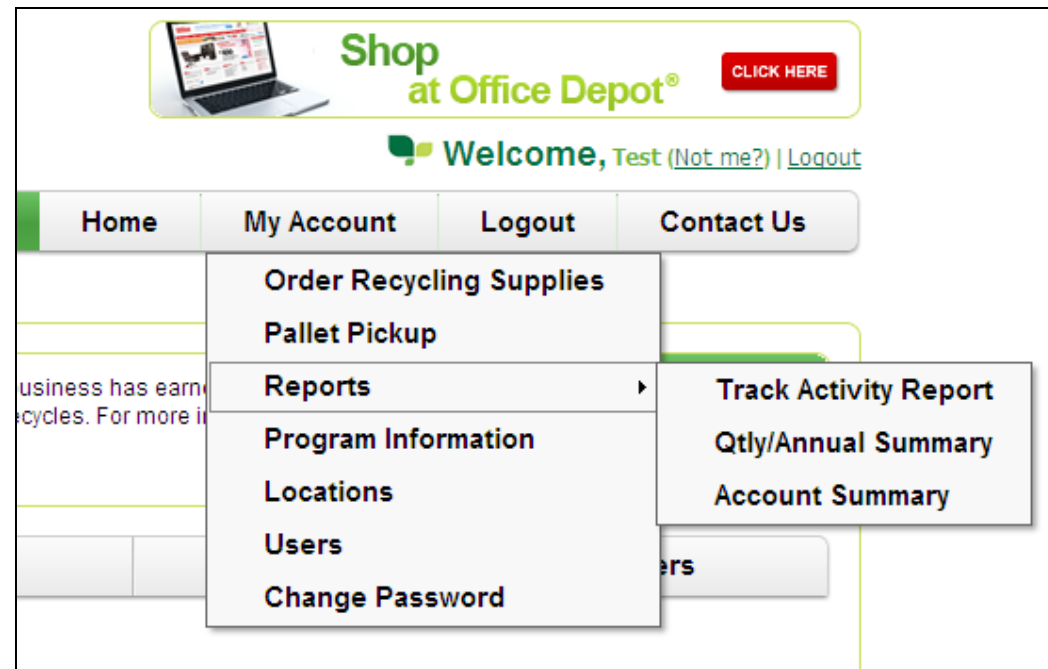 Shop
at Office Depot®
CLICK HERE
Welcome, Test (Not me?) | Logout
Home My Account Logout Contact Us
Order Recycling Supplies
Pallet Pickup
Reports
Track Activity Report
Qtly/Annual Summary
Account Summary
Program Information
Locations
Users
Change Password
usiness has earn
ecycles. For more i
ers